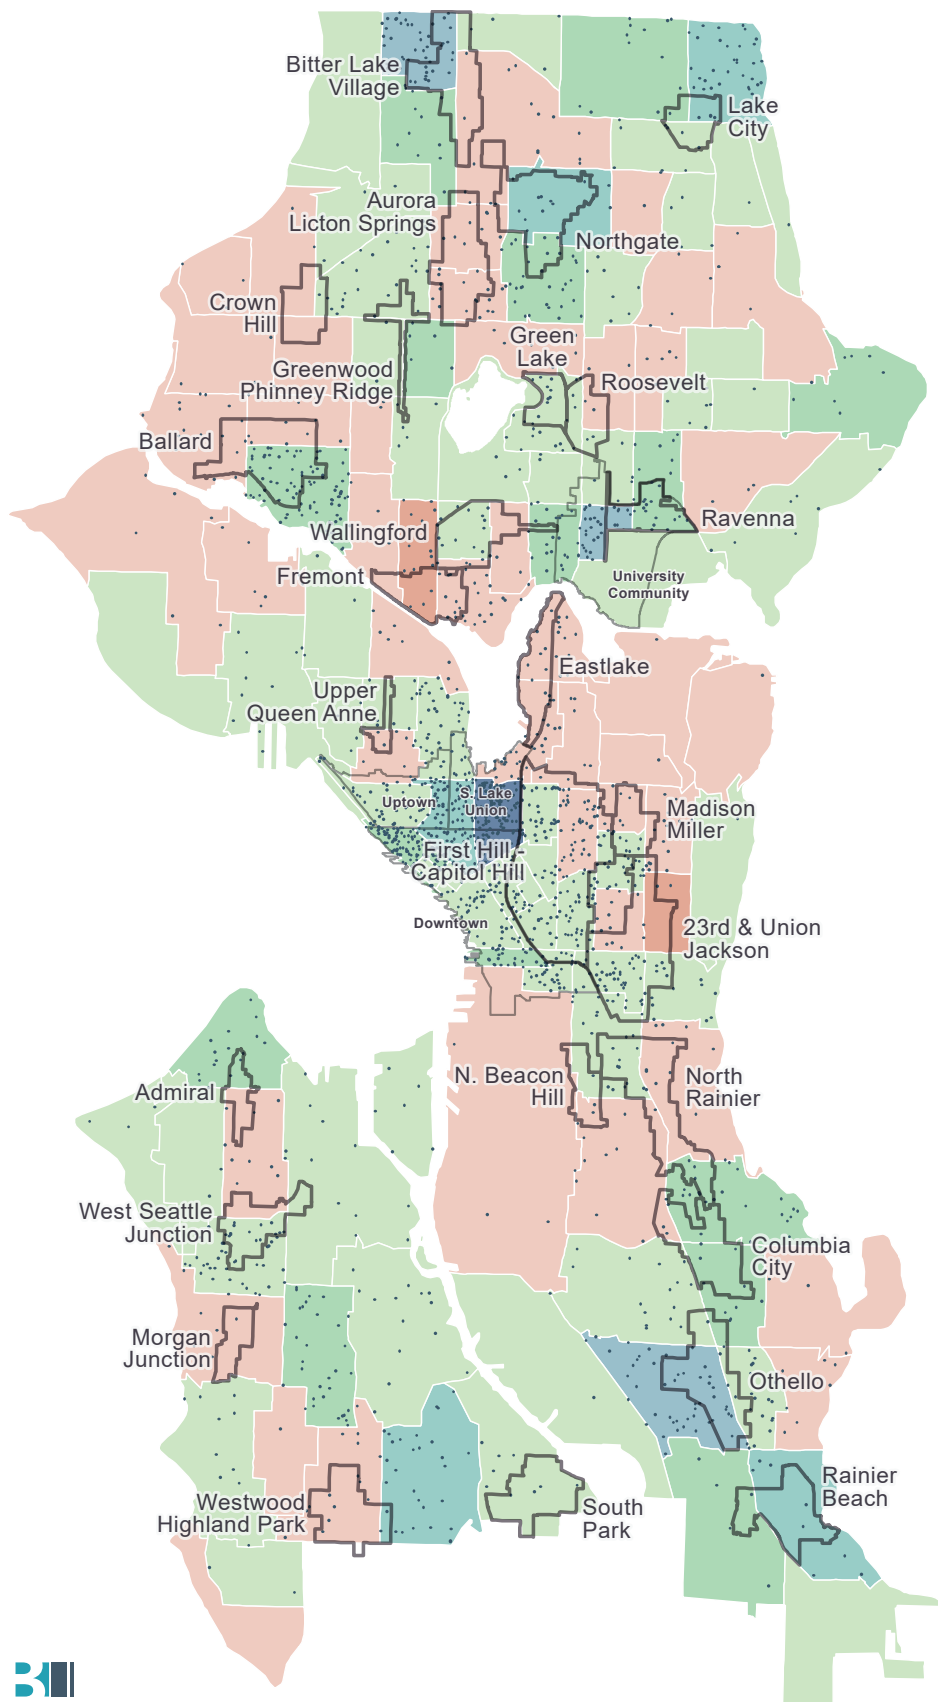 Bitter Lake
Village
Lake
City
Aurora
Licton Springs
Northgate
Crown
Hill
Green
Lake
Greenwood
Phinney Ridge
Roosevelt
Ballard
Ravenna
Wallingford
Fremont
University
Community
Eastlake
Upper
Queen Anne
Uptown
S. Lake
Union
Madison
Miller
First Hill -
Capitol Hill
Downtown
23rd & Union
Jackson
N. Beacon
Hill
North
Rainier
Admiral
West Seattle
Junction
Columbia
City
Morgan
Junction
Othello
Westwood
Highland Park
South
Park
Rainier
Beach